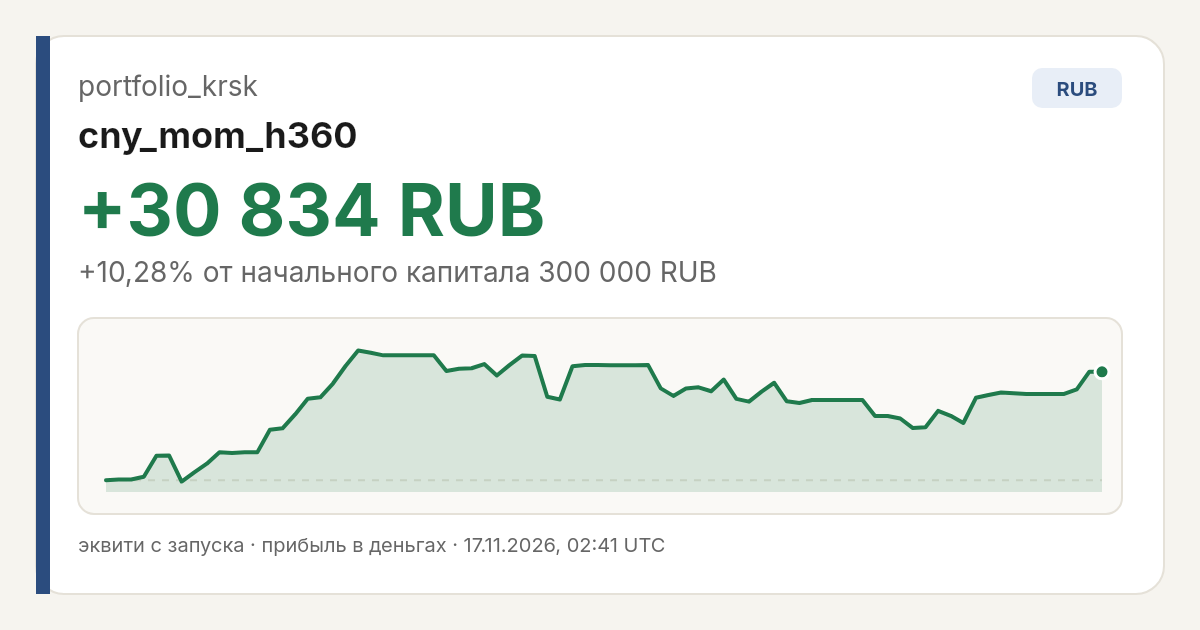 portfolio_krsk
RUB
cny_mom_h360
+30 834 RUB
+10,28% от начального капитала 300 000 RUB
эквити с запуска · прибыль в деньгах · 17.11.2026, 02:41 UTC